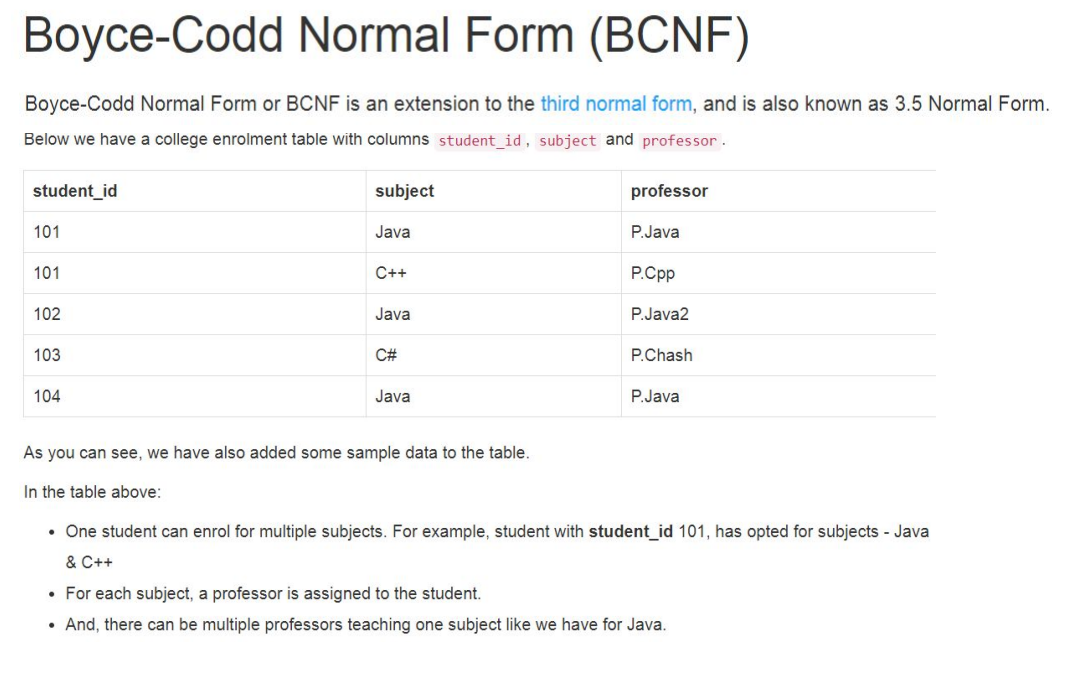 Boyce-Codd Normal Form (BCNF)
Boyce-Codd Normal Form or BCNF is an extension to the third normal form, and is also known as 3.5 Normal Form.
Below we have a college enrolment table with columns student_id, subject and professor.
student_id subject professor
101 Java P.Java
101 C++ P.Cpp
102 Java P.Java2
103 C# P.Chash
104 Java P.Java
As you can see, we have also added some sample data to the table.
In the table above:
• One student can enrol for multiple subjects. For example, student with student_id 101, has opted for subjects - Java
& C++
• For each subject, a professor is assigned to the student.
• And, there can be multiple professors teaching one subject like we have for Java.